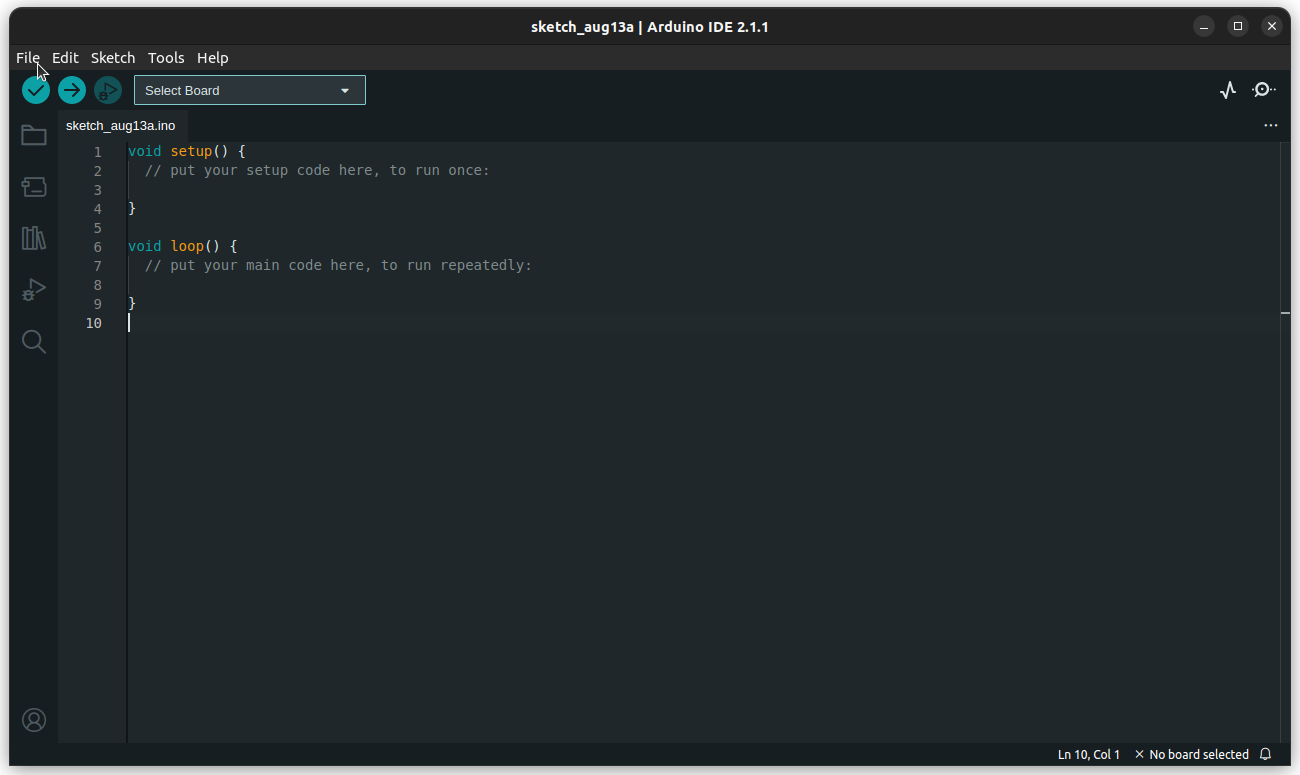 sketch_aug13a | Arduino IDE 2.1.1
File Edit Sketch Tools Help
Select Board
sketch_aug13a.ino
1 void setup() {
2 // put your setup code here, to run once:
3
4 }
5
6 void loop() {
7 // put your main code here, to run repeatedly:
8
9 }
10
Ln 10, Col 1 × No board selected